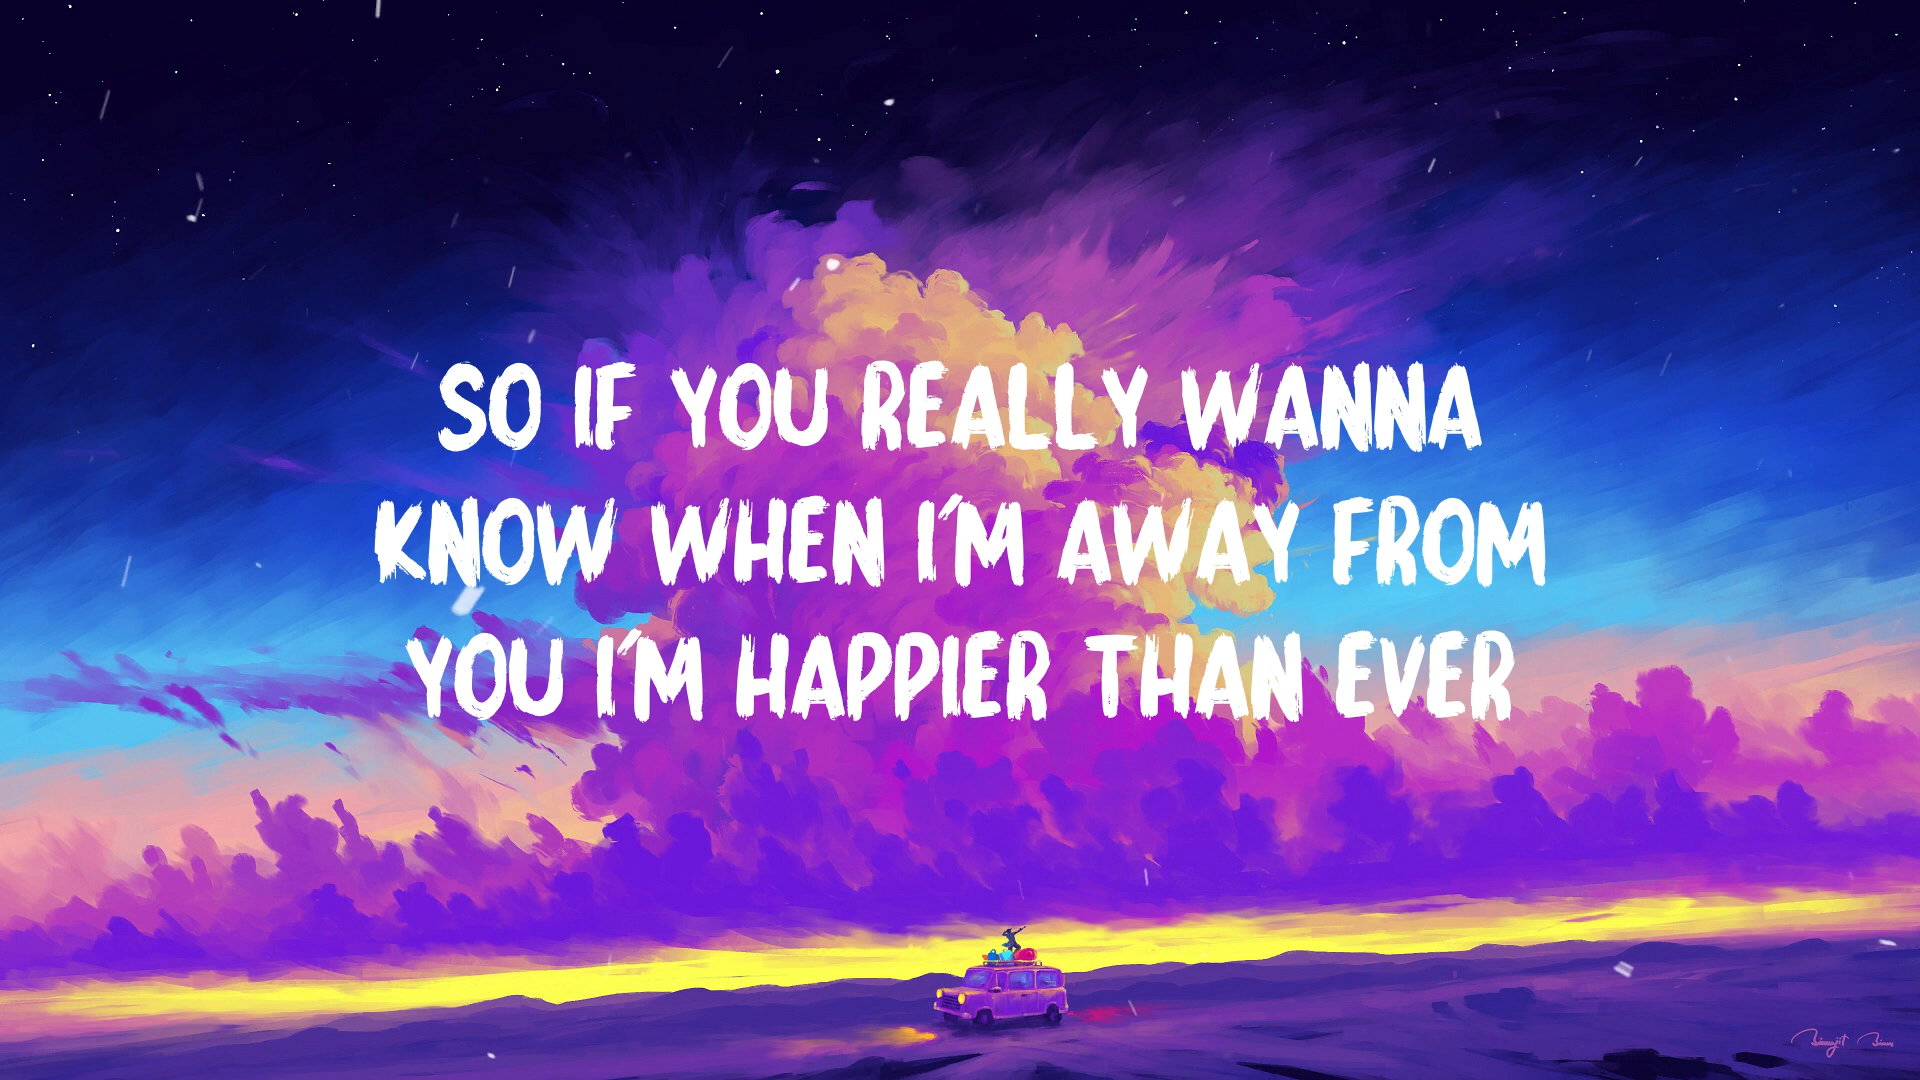 SO IF YOU REALLY WANNA
KNOW WHEN I'M AWAY FROM
YOU I'M HAPPIER THAN EVER